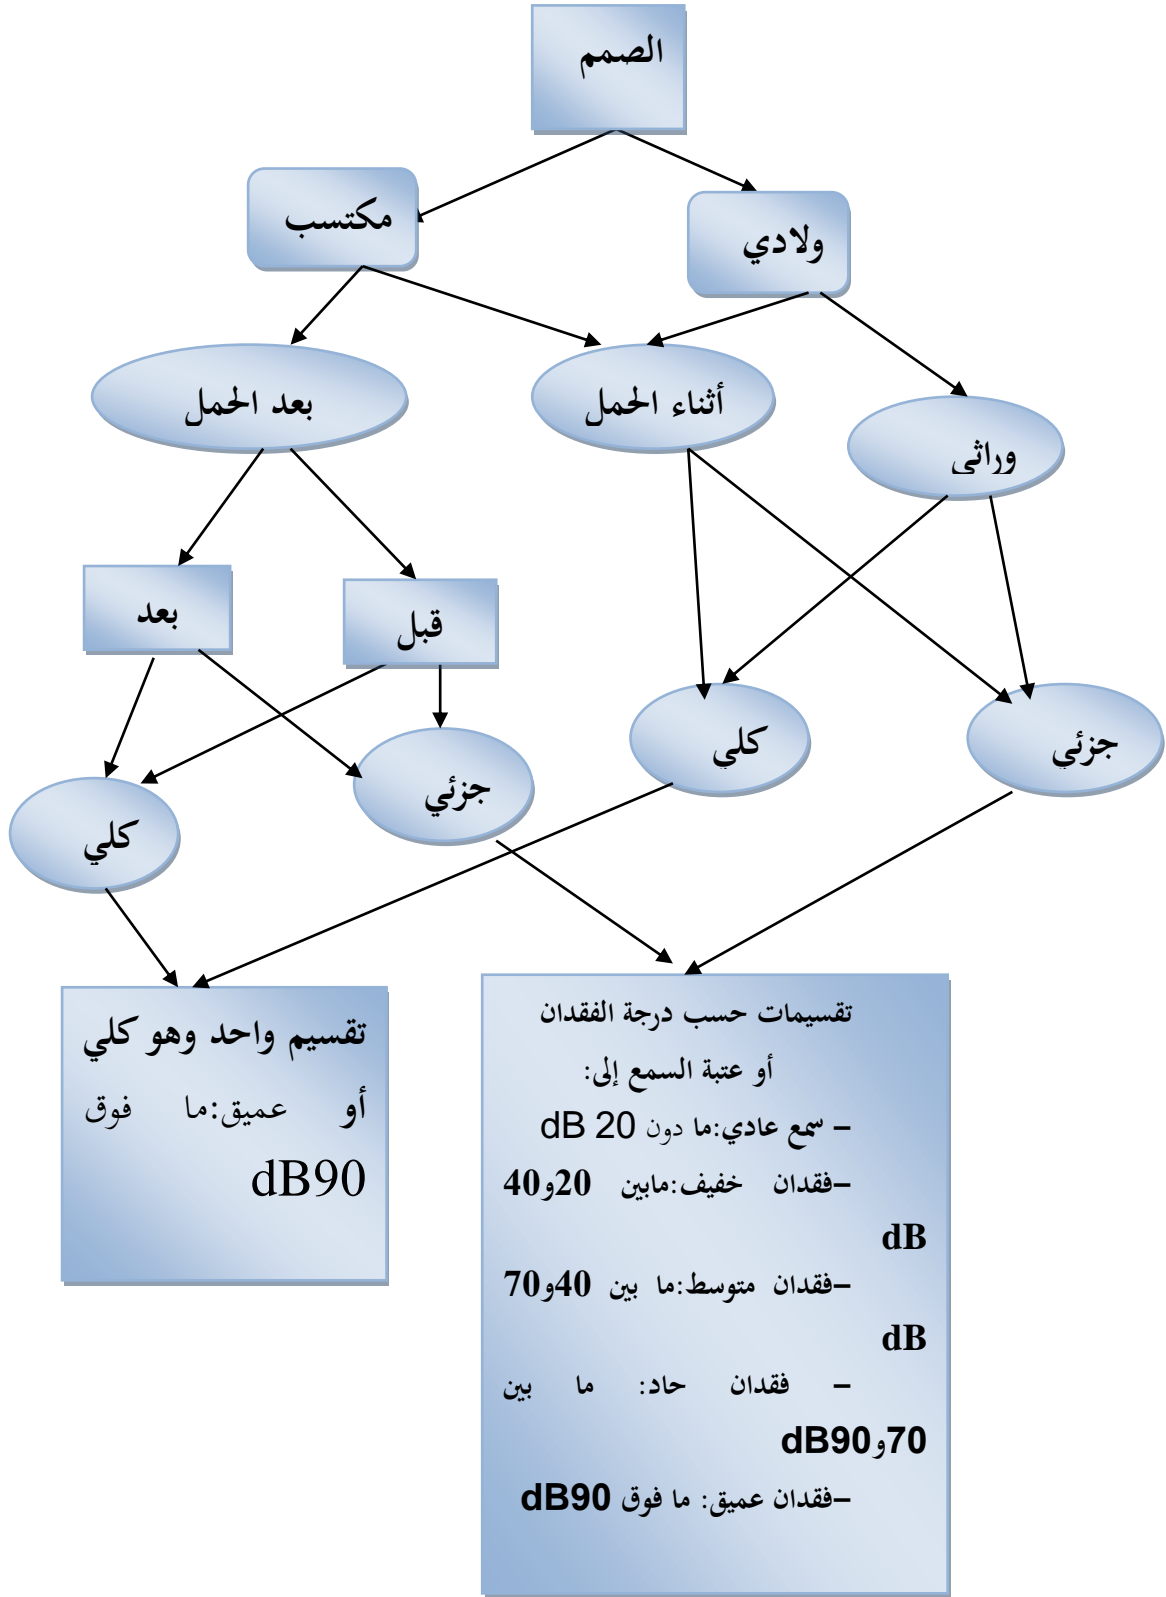 الصمم
ولادي
مكتسب
وراثي
أثناء الحمل
بعد الحمل
قبل
بعد
جزئي
كلي
جزئي
كلي
تقسيمات حسب درجة الفقدان
أو عتبة السمع إلى:
– سمع عادي:ما دون 20 dB
–فقدان خفيف:مابين 20و40
dB
–فقدان متوسط:ما بين 40و70
dB
– فقدان حاد: ما بين
70وdB90
–فقدان عميق: ما فوق dB90
تقسيم واحد وهو كلي
أو عميق:ما فوق
dB90